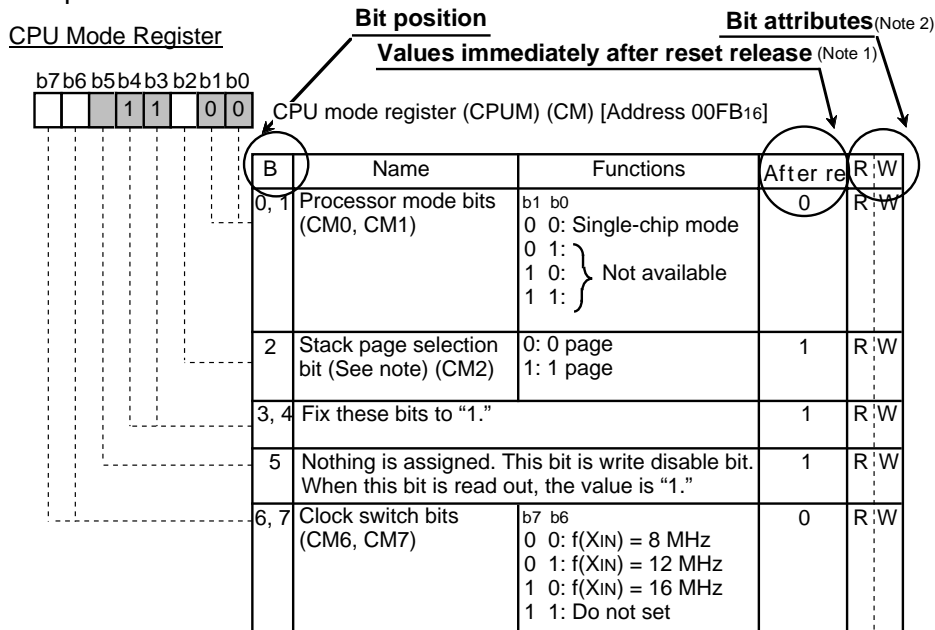 Bit position
Bit attributes(Note 2)
CPU Mode Register
Values immediately after reset release (Note 1)
b7 b6 b5 b4 b3 b2 b1 b0
1 1 0 0
CPU mode register (CPUM) (CM) [Address 00FB16]
B Name Functions After re R W
0, 1 Processor mode bits b1 b0 0 R W
(CM0, CM1) 0 0: Single-chip mode
0 1:
1 0: Not available
1 1:
2 Stack page selection 0: 0 page 1 R W
bit (See note) (CM2) 1: 1 page
3, 4 Fix these bits to “1.” 1 R W
5 Nothing is assigned. This bit is write disable bit. 1 R W
When this bit is read out, the value is “1.”
6, 7 Clock switch bits b7 b6 0 R W
(CM6, CM7) 0 0: f(XIN) = 8 MHz
0 1: f(XIN) = 12 MHz
1 0: f(XIN) = 16 MHz
1 1: Do not set